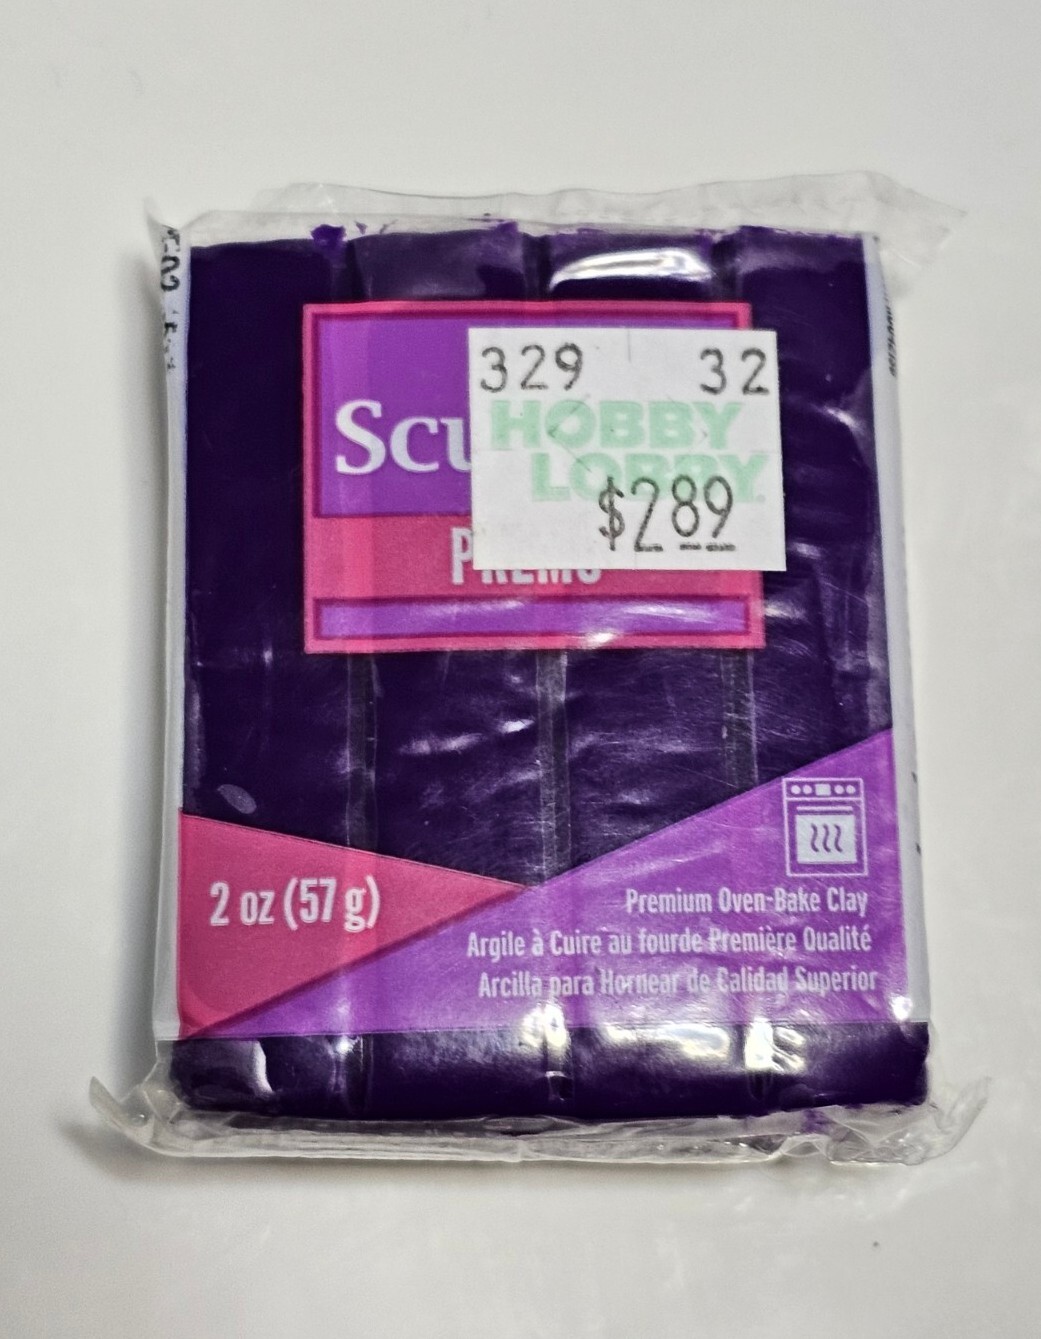 329 32
HOBBY
LOBBY
$2.89
Scu
PREMO
2 oz (57 g)
Premium Oven-Bake Clay
Argile à Cuire au fourde Première Qualité
Arcilla para Hornear de Calidad Superior